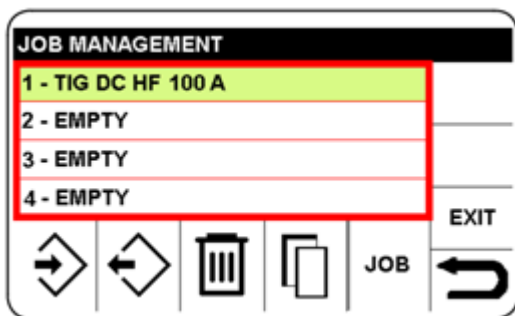 JOB MANAGEMENT
1 - TIG DC HF 100 A
2 - EMPTY
3 - EMPTY
4 - EMPTY
EXIT
JOB